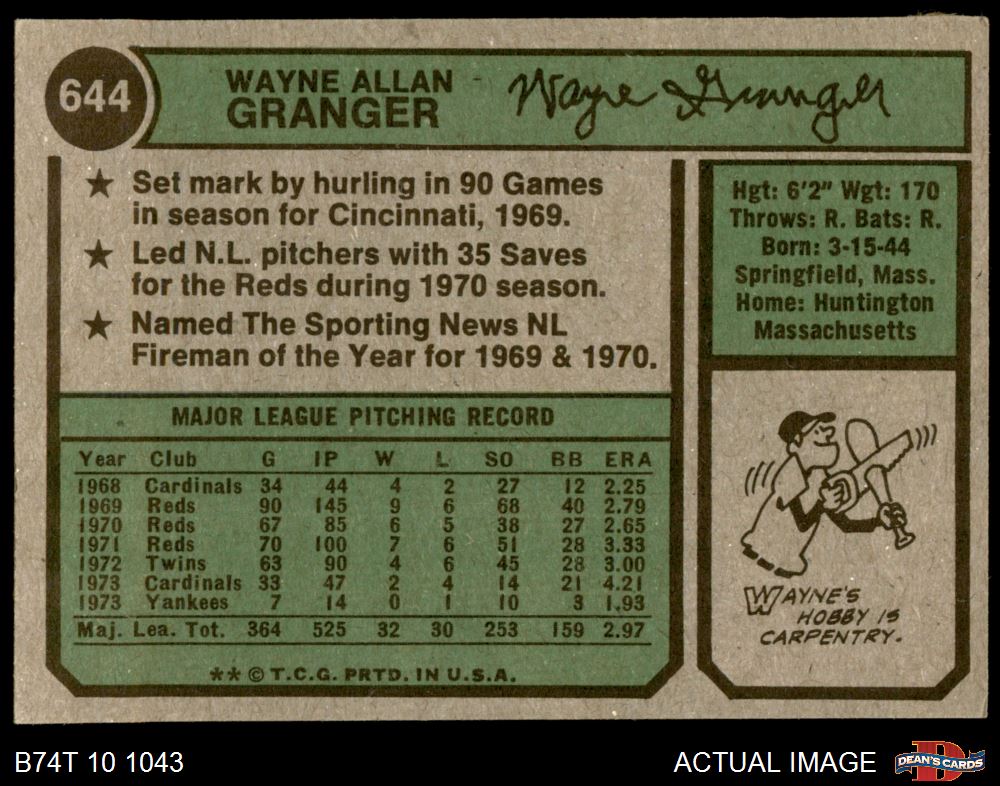 644
WAYNE ALLAN
GRANGER
Wayne Granger
★ Set mark by hurling in 90 Games
in season for Cincinnati, 1969.
★ Led N.L. pitchers with 35 Saves
for the Reds during 1970 season.
★ Named The Sporting News NL
Fireman of the Year for 1969 & 1970.
Hgt: 6'2" Wgt: 170
Throws: R. Bats: R.
Born: 3-15-44
Springfield, Mass.
Home: Huntington
Massachusetts
MAJOR LEAGUE PITCHING RECORD
Year Club G IP W L SO BB ERA
1968 Cardinals 34 44 4 2 27 12 2.25
1969 Reds 90 145 9 6 68 40 2.79
1970 Reds 67 85 6 5 38 27 2.65
1971 Reds 70 100 7 6 51 28 3.33
1972 Twins 63 90 4 6 45 28 3.00
1973 Cardinals 33 47 2 4 14 21 4.21
1973 Yankees 7 14 0 1 10 3 1.93
Maj. Lea. Tot. 364 525 32 30 253 159 2.97
** © T.C.G. PRTD. IN U.S.A.
WAYNE'S
HOBBY IS
CARPENTRY.
B74T 10 1043
ACTUAL IMAGE
D
DEAN'S CARDS